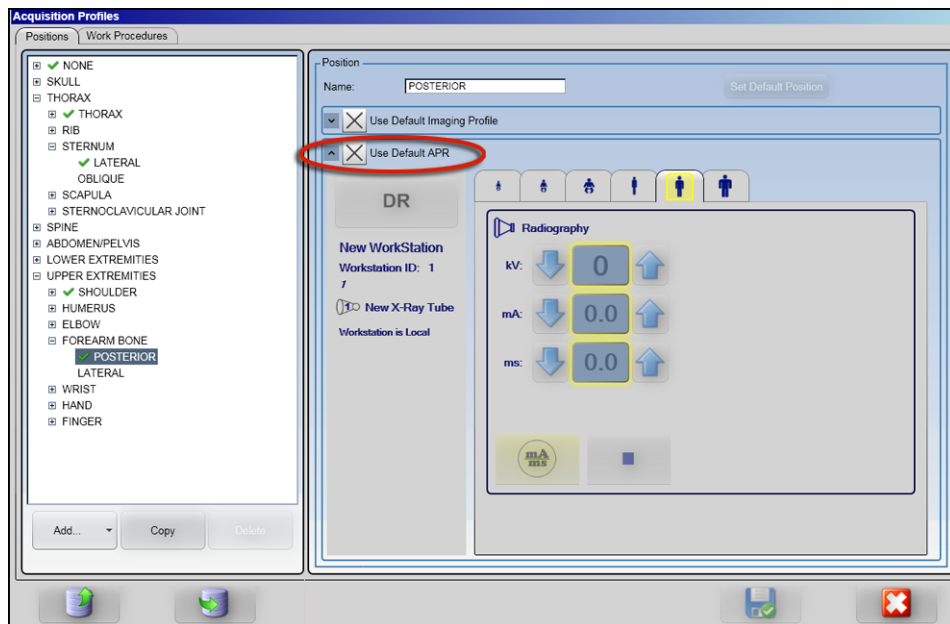 Acquisition Profiles
Positions
Work Procedures
NONE
SKULL
THORAX
THORAX
RIB
STERNUM
LATERAL
OBLIQUE
SCAPULA
STERNOCLAVICULAR JOINT
SPINE
ABDOMEN/PELVIS
LOWER EXTREMITIES
UPPER EXTREMITIES
SHOULDER
HUMERUS
ELBOW
FOREARM BONE
POSTERIOR
LATERAL
WRIST
HAND
FINGER
Add...
Copy
Delete
Position
Name: POSTERIOR
Set Default Position
Use Default Imaging Profile
Use Default APR
DR
New WorkStation
Workstation ID: 1
1
1 New X-Ray Tube
Workstation is Local
Radiography
kV: 0
mA: 0.0
ms: 0.0
mA
ms